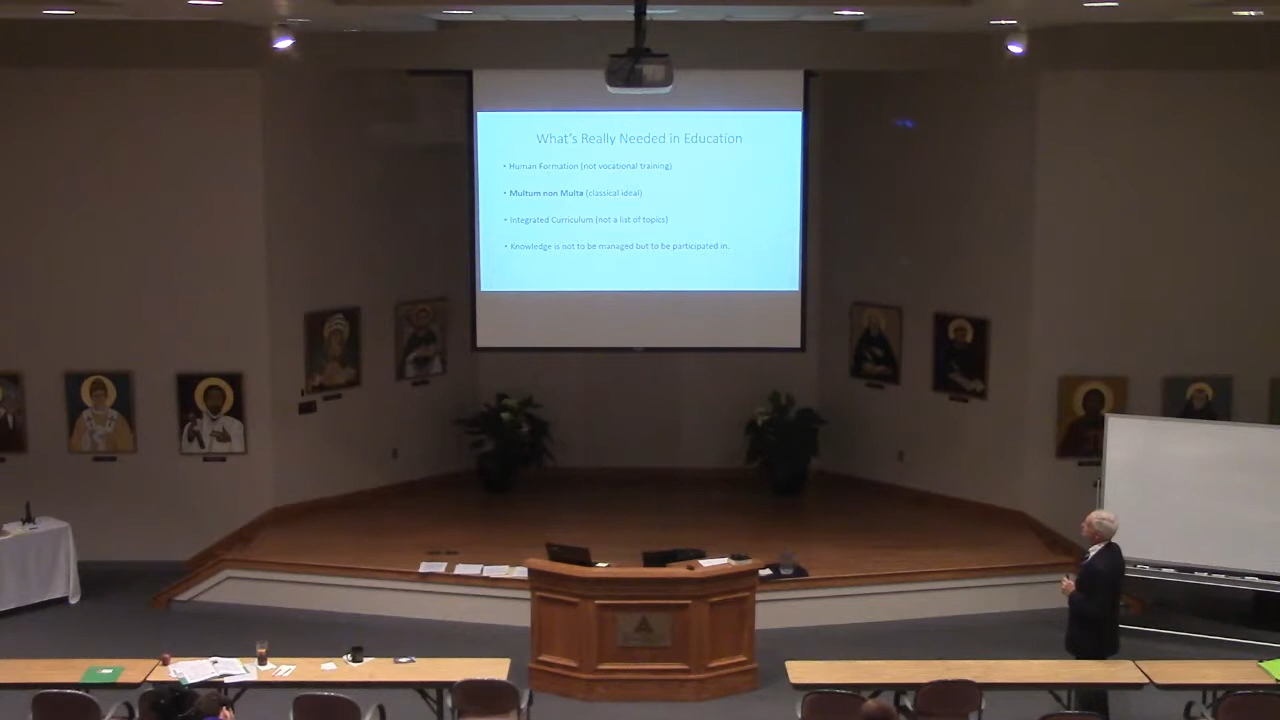 What's Really Needed in Education
• Human Formation (not vocational training)
• Multum non Multa (classical ideal)
• Integrated Curriculum (not a list of topics)
• Knowledge is not to be managed but to be participated in.